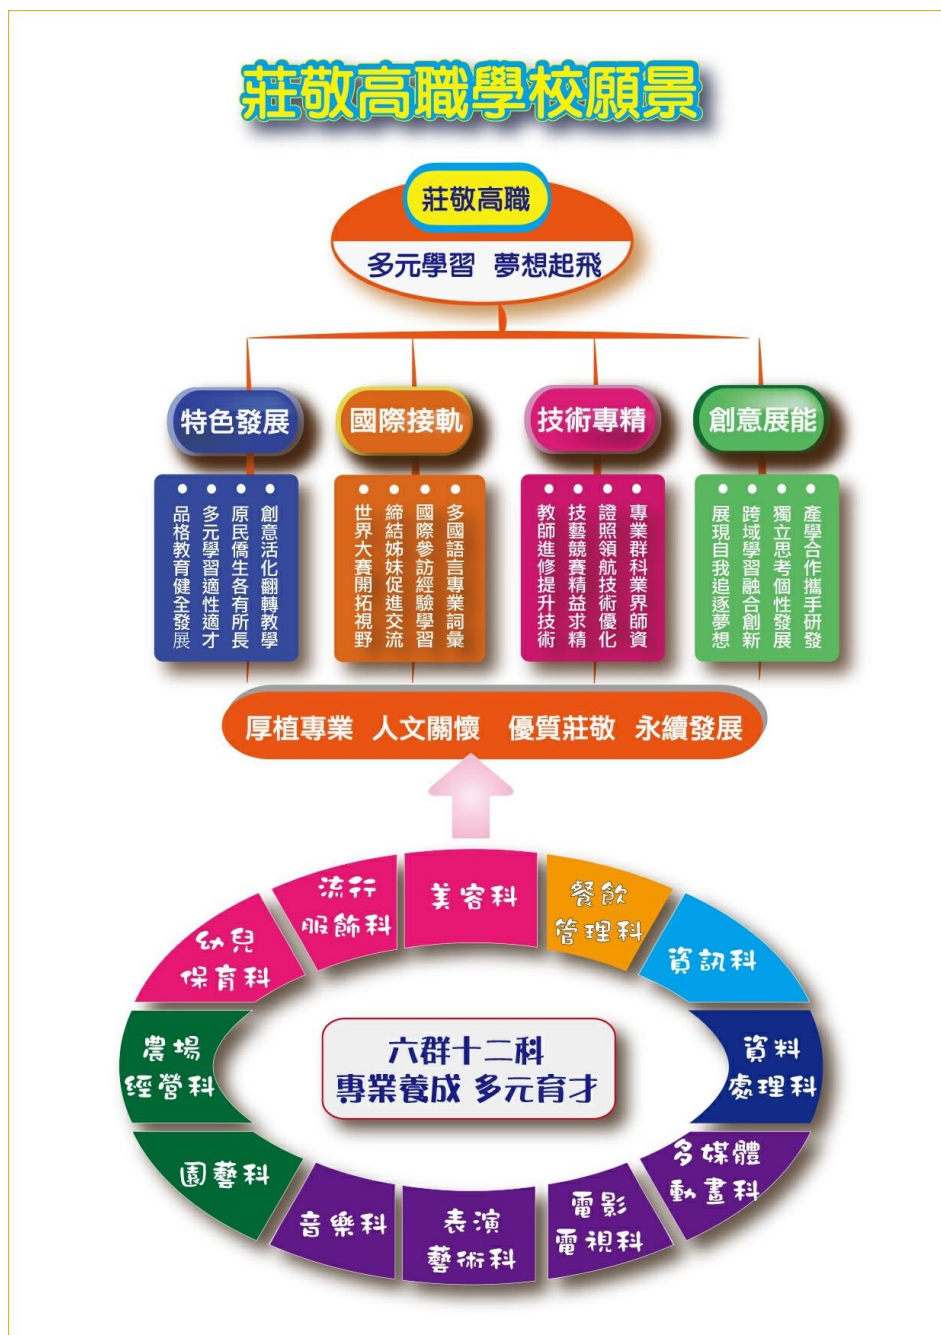 莊敬高職學校願景
莊敬高職
多元學習 夢想起飛
特色發展
品格教育健全發展
多元學習適性適才
原民僑生各有所長
創意活化翻轉教學
國際接軌
世界大賽開拓視野
締結姊妹促進交流
國際參訪經驗學習
多國語言專業詞彙
技術專精
教師進修提升技術
技藝競賽精益求精
證照領航技術優化
專業群科業界師資
創意展能
展現自我追逐夢想
跨域學習融合創新
獨立思考個性發展
產學合作攜手研發
厚植專業 人文關懷 優質莊敬 永續發展
美容科
餐飲
管理科
資訊科
資料
處理科
多媒體
動畫科
電影
電視科
表演
藝術科
音樂科
園藝科
農場
經營科
幼兒
保育科
流行
服飾科
六群十二科
專業養成 多元育才